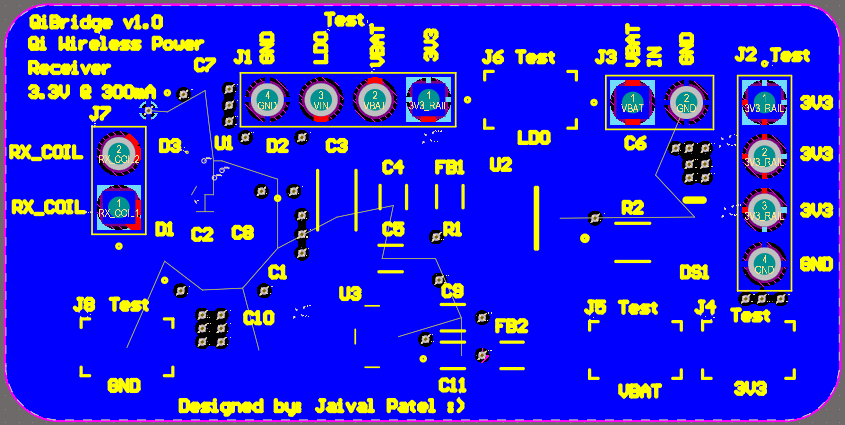 QiBridge v1.0
Qi Wireless Power
Receiver
3.3V @ 300mA
Test
J1
GND
LDO
VBAT
3V3
J6 Test
LDO
J3
VBAT
IN
GND
J2
Test
C7
4
GND
3
VIN
2
VBAT
1
3V3_RAIL
1
VBAT
2
GND
1
3V3_RAIL
3V3
J7
RX_COIL
2
RX_COIL2
RX_COIL
1
RX_COIL1
D3
U1
D2
C3
C4
FB1
U2
C6
2
3V3_RAIL
3V3
3
3V3_RAIL
3V3
4
GND
GND
D1
C2
C8
C5
R1
R2
DS1
C1
U3
C9
C10
FB2
C11
J8 Test
GND
J5 Test
VBAT
J4
Test
3V3
Designed by: Jaival Patel :)